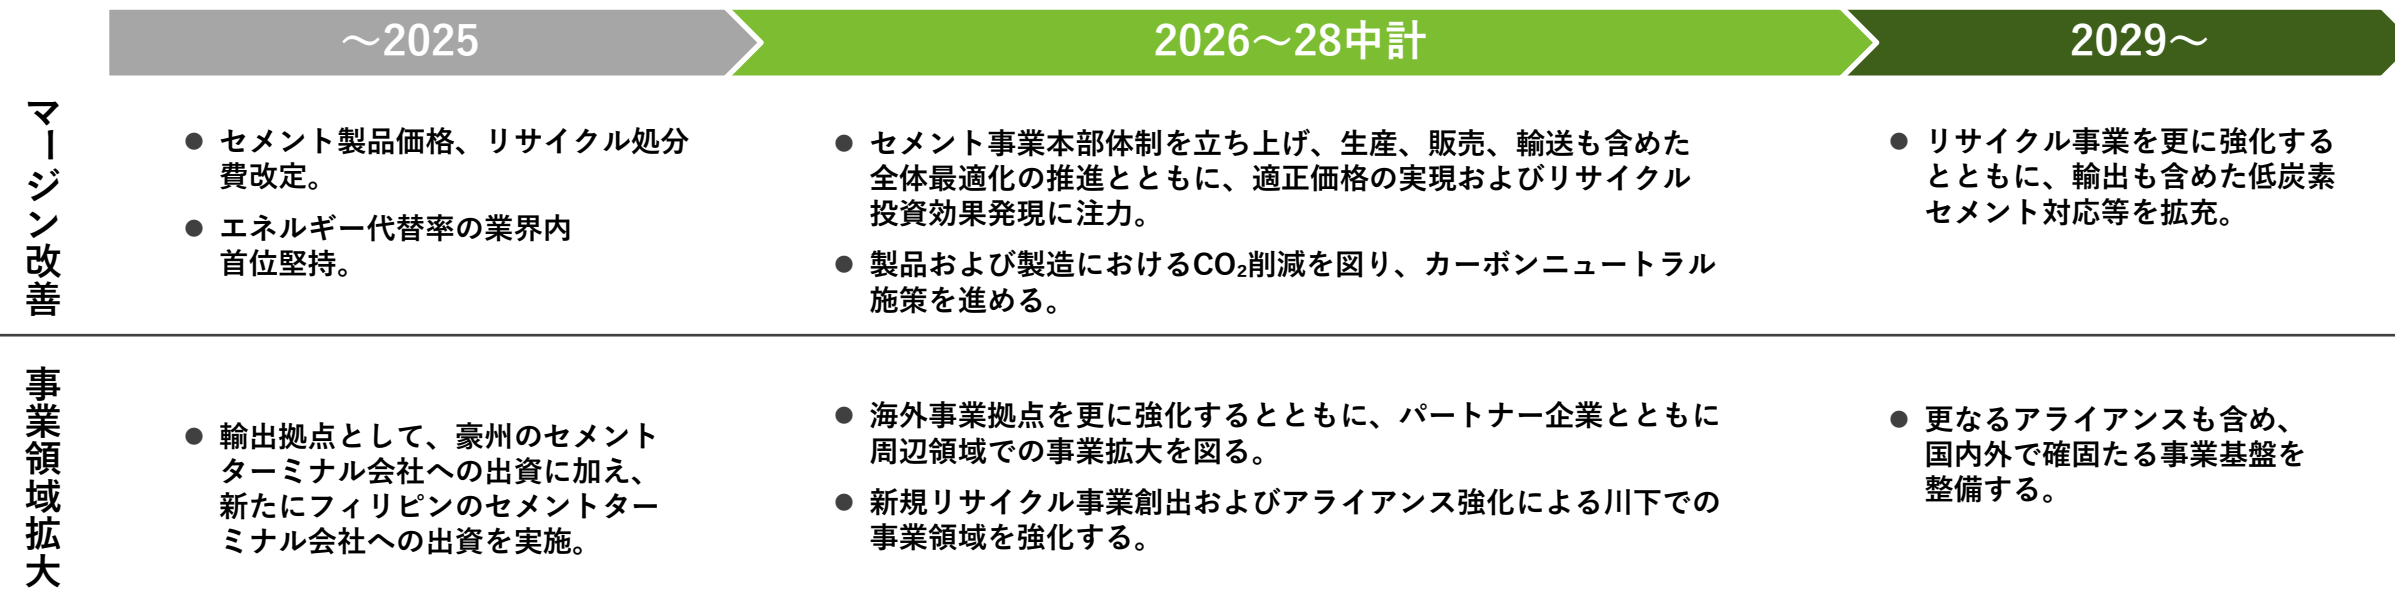 ～2025
2026～28中計
2029～
マージン改善
● セメント製品価格、リサイクル処分
費改定。
● エネルギー代替率の業界内
首位堅持。
● セメント事業本部体制を立ち上げ、生産、販売、輸送も含めた
全体最適化の推進とともに、適正価格の実現およびリサイクル
投資効果発現に注力。
● 製品および製造におけるCO₂削減を図り、カーボンニュートラル
施策を進める。
● リサイクル事業を更に強化する
とともに、輸出も含めた低炭素
セメント対応等を拡充。
事業領域拡大
● 輸出拠点として、豪州のセメント
ターミナル会社への出資に加え、
新たにフィリピンのセメントター
ミナル会社への出資を実施。
● 海外事業拠点を更に強化するとともに、パートナー企業とともに
周辺領域での事業拡大を図る。
● 新規リサイクル事業創出およびアライアンス強化による川下での
事業領域を強化する。
● 更なるアライアンスも含め、
国内外で確固たる事業基盤を
整備する。